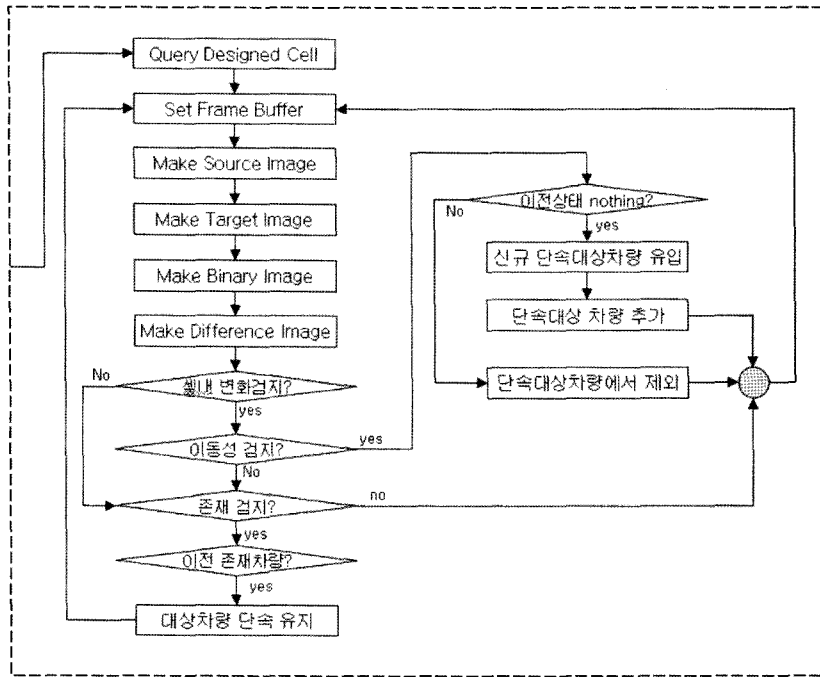 Query Designed Cell
Set Frame Buffer
Make Source Image
Make Target Image
Make Binary Image
Make Difference Image
No
셀내 변화검지?
yes
이동성 검지?
yes
No
존재 검지?
no
yes
이전 존재차량?
yes
대상차량 단속 유지
이전상태 nothing?
No
yes
신규 단속대상차량 유입
단속대상 차량 추가
단속대상차량에서 제외